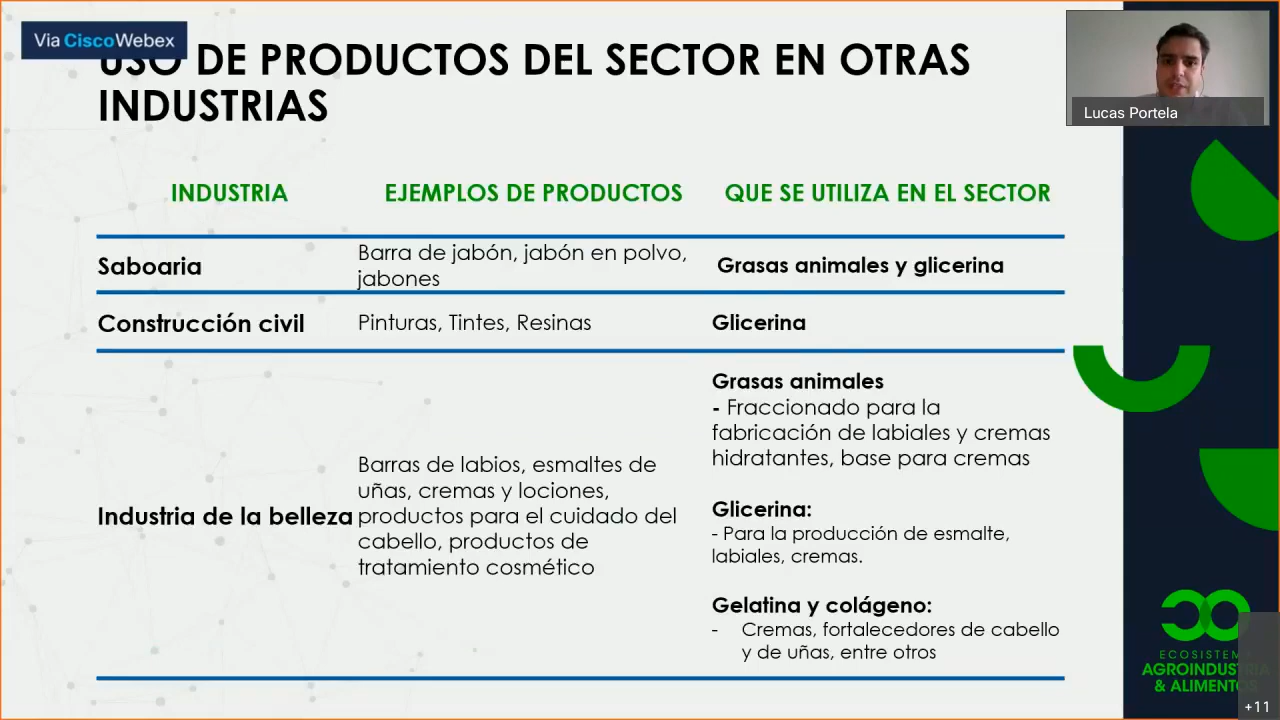 Via CiscoWebex
USO DE PRODUCTOS DEL SECTOR EN OTRAS
INDUSTRIAS
Lucas Portela
INDUSTRIA
EJEMPLOS DE PRODUCTOS
QUE SE UTILIZA EN EL SECTOR
Saboaria
Barra de jabón, jabón en polvo,
jabones
Grasas animales y glicerina
Construcción civil
Pinturas, Tintes, Resinas
Glicerina
Industria de la belleza
Barras de labios, esmaltes de
uñas, cremas y lociones,
productos para el cuidado del
cabello, productos de
tratamiento cosmético
Grasas animales
- Fraccionado para la
fabricación de labiales y cremas
hidratantes, base para cremas
Glicerina:
- Para la producción de esmalte,
labiales, cremas.
Gelatina y colágeno:
- Cremas, fortalecedores de cabello
y de uñas, entre otros
ECOSISTEMA
AGROINDUSTRIA
& ALIMENTOS
+11